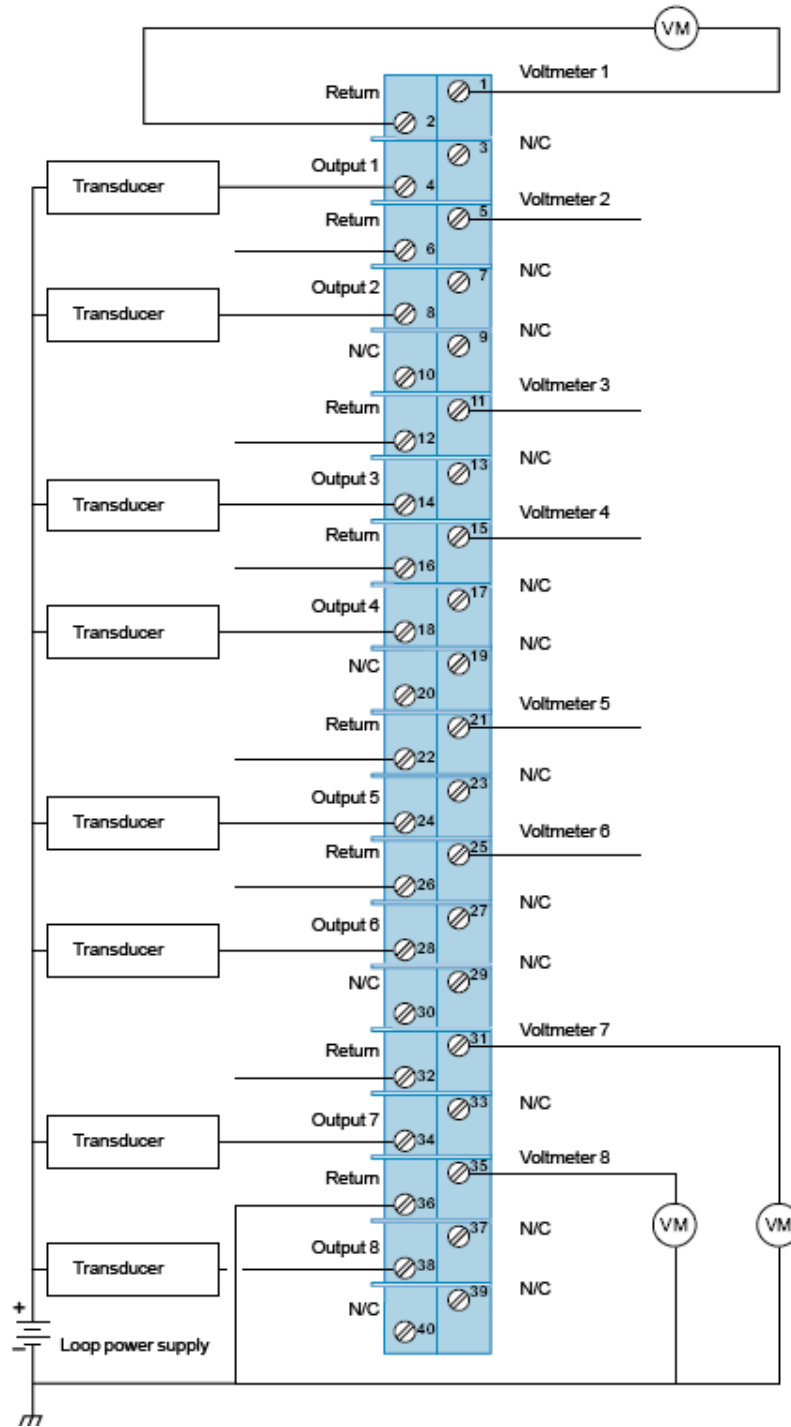 VM
Voltmeter 1
1
Return
2
N/C
3
Output 1
Transducer
4
Voltmeter 2
5
Return
6
N/C
7
Output 2
Transducer
8
N/C
9
N/C
10
Voltmeter 3
11
Return
12
N/C
13
Output 3
Transducer
14
Voltmeter 4
15
Return
16
N/C
17
Output 4
Transducer
18
N/C
19
N/C
20
Voltmeter 5
21
Return
22
N/C
23
Output 5
Transducer
24
Voltmeter 6
25
Return
26
N/C
27
Output 6
Transducer
28
N/C
29
N/C
30
Voltmeter 7
31
Return
32
N/C
33
Output 7
Transducer
34
Voltmeter 8
35
Return
36
VM
VM
N/C
37
Output 8
Transducer
38
N/C
39
N/C
40
+
Loop power supply
–